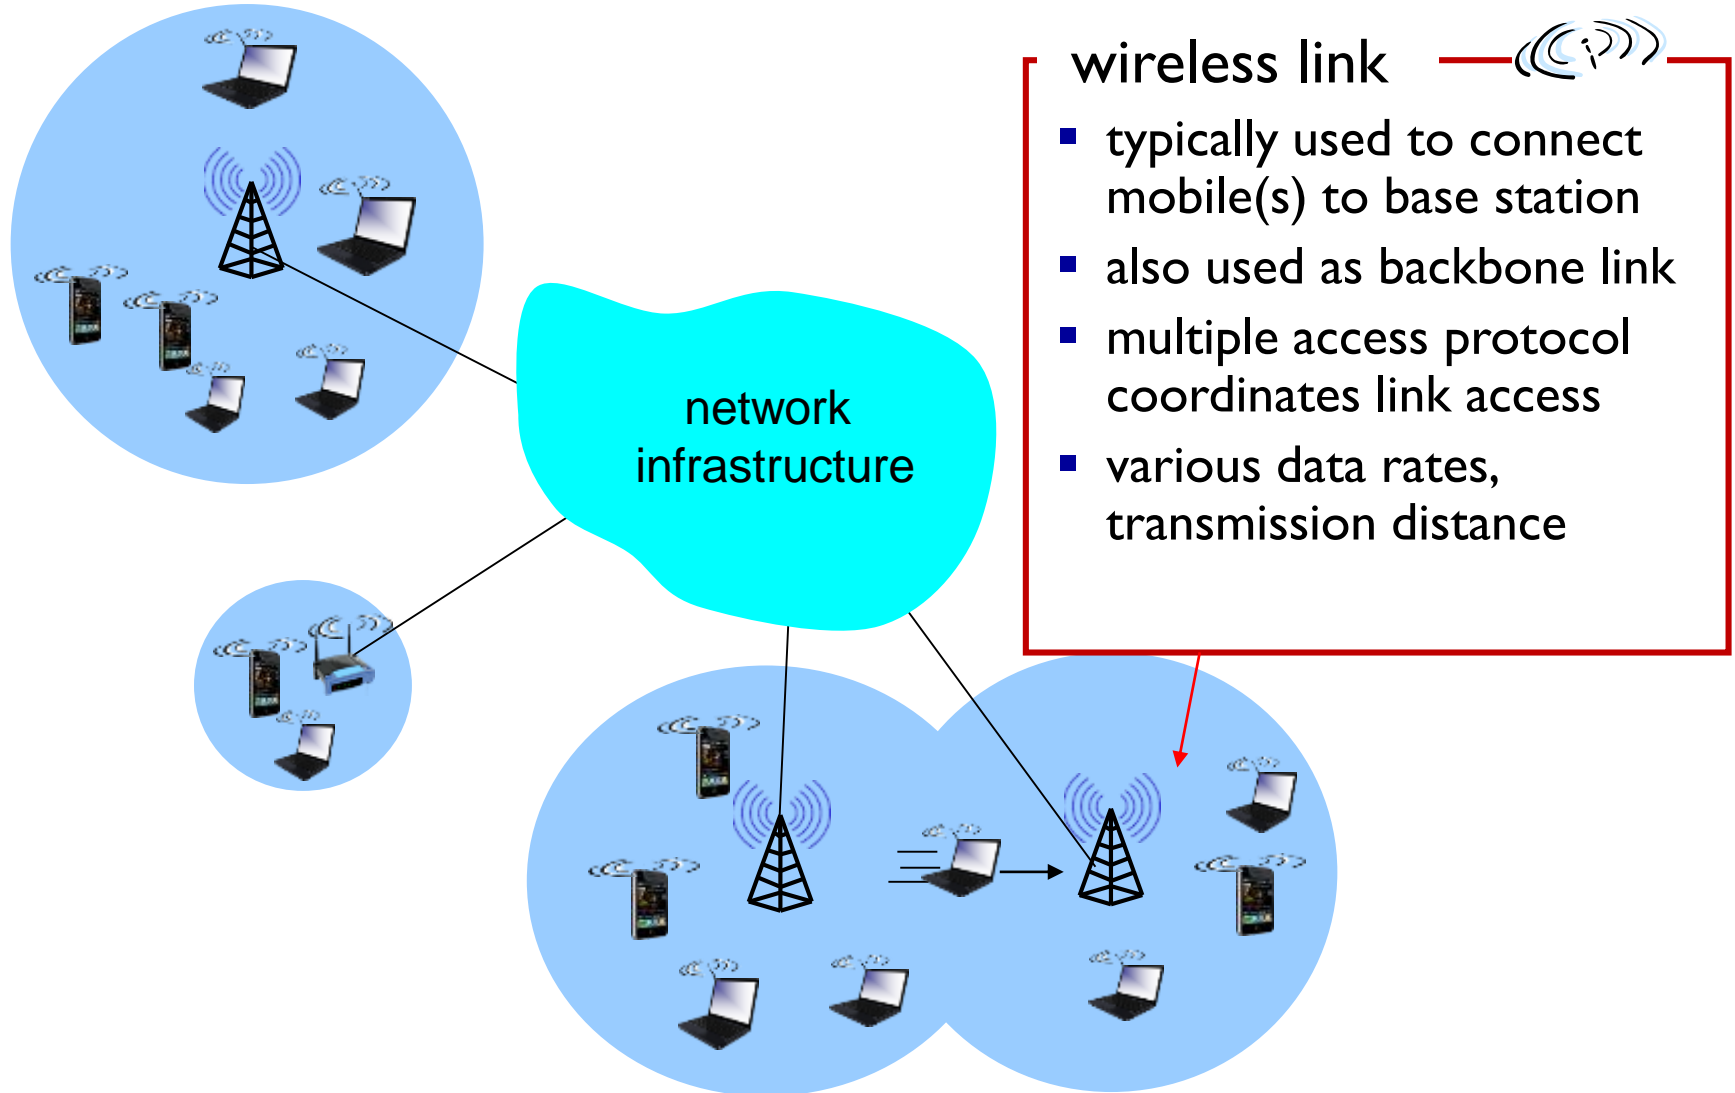 wireless link
typically used to connect
mobile(s) to base station
also used as backbone link
multiple access protocol
coordinates link access
various data rates,
transmission distance
network
infrastructure